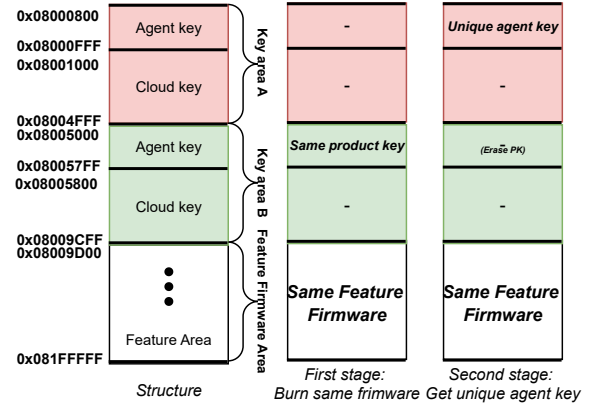 0x08000800
Agent key
0x08000FFF
0x08001000
Cloud key
0x08004FFF
Key area A
0x08005000
Agent key
0x080057FF
0x08005800
Cloud key
0x08009CFF
Key area B
0x08009D00
Feature Area
0x081FFFFF
Feature Firmware Area
Structure
-
-
Same product key
-
Same Feature
Firmware
First stage:
Burn same frimware
Unique agent key
-
-
(Erase PK)
-
Same Feature
Firmware
Second stage:
Get unique agent key